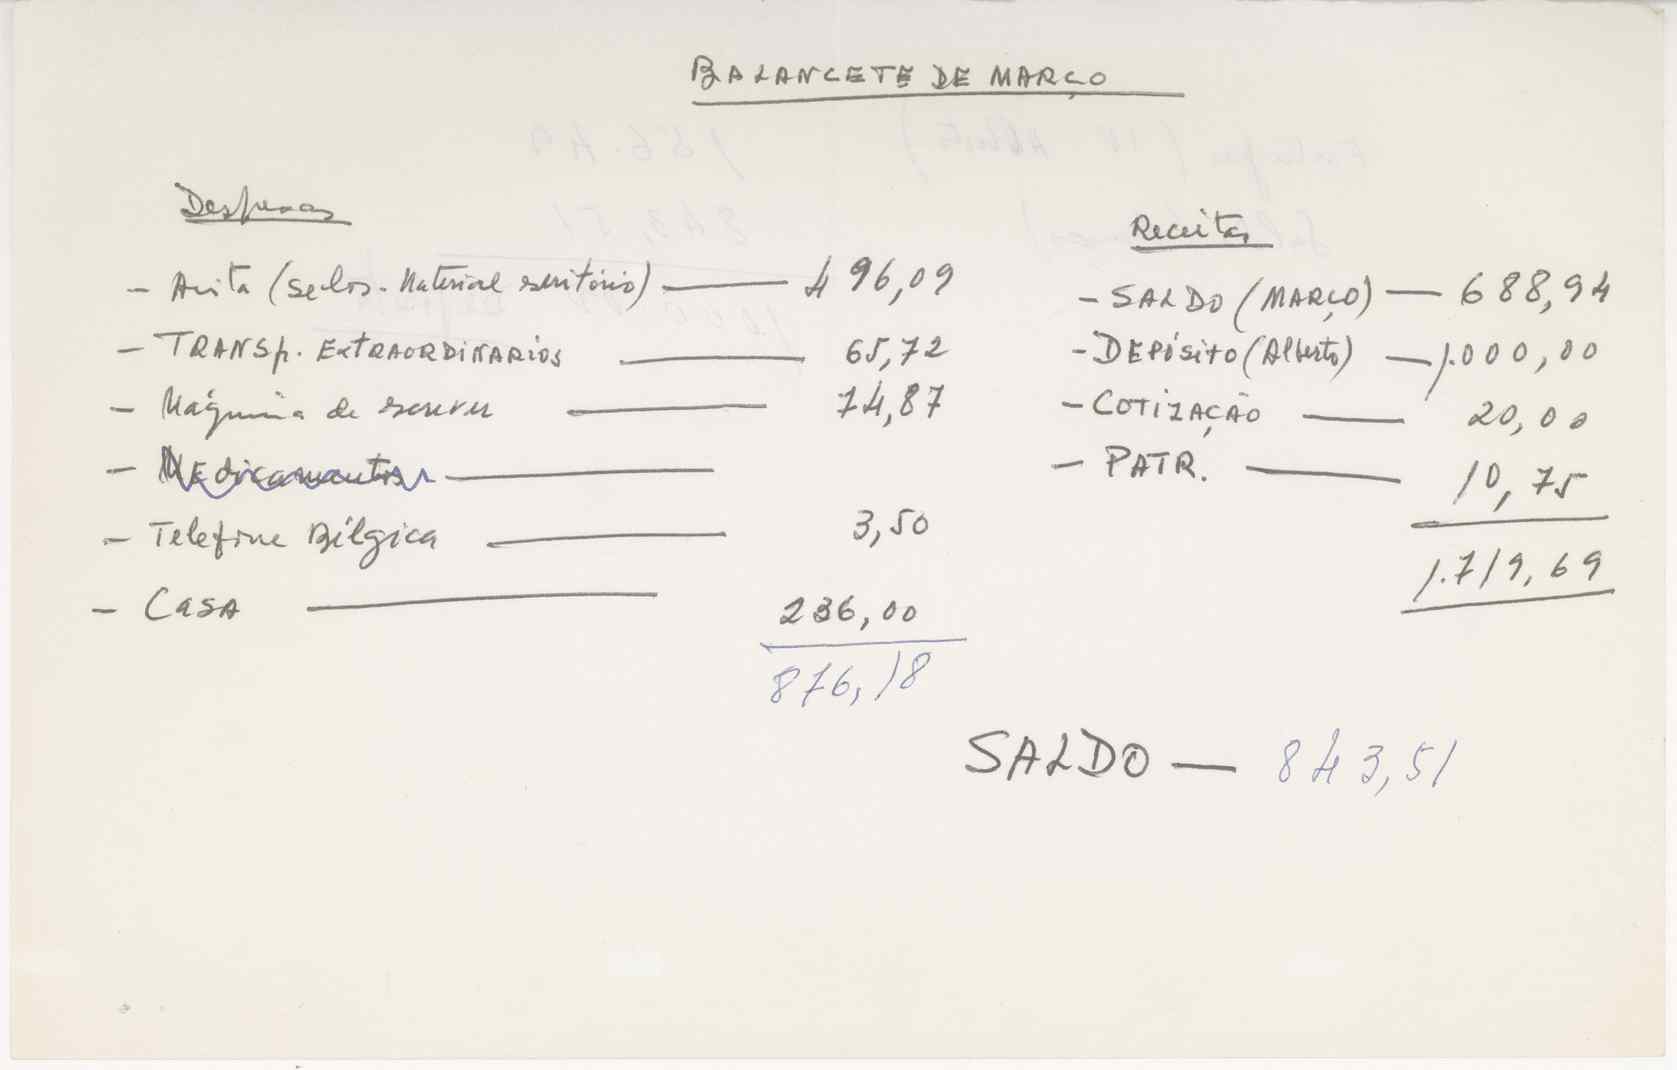 BALANCETE DE MARÇO
Despesas
- Anita (selos. Material escritório) — 496,09
- TRANSP. EXTRAORDINARIOS — 65,72
- Máquina de escrever — 74,87
- Medicamentos —
- Telefone Bélgica — 3,50
- CASA — 236,00
876,18
Receitas
- SALDO (MARÇO) — 688,94
- DEPÓSITO (Alberto) — 1.000,00
- COTIZAÇÃO — 20,00
- PATR. — 10,75
1.719,69
SALDO — 843,51